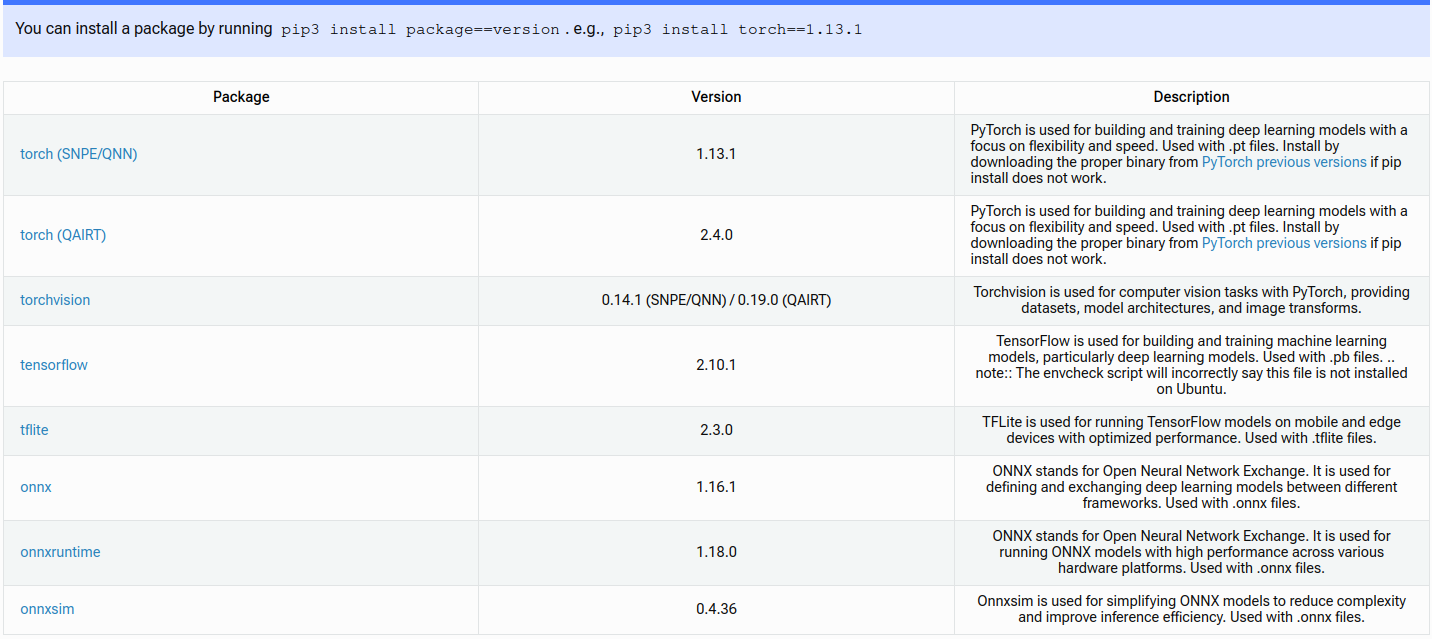 You can install a package by running pip3 install package==version . e.g., pip3 install torch==1.13.1
Package Version Description
torch (SNPE/QNN) 1.13.1 PyTorch is used for building and training deep learning models with a
focus on flexibility and speed. Used with .pt files. Install by
downloading the proper binary from PyTorch previous versions if pip
install does not work.
torch (QAIRT) 2.4.0 PyTorch is used for building and training deep learning models with a
focus on flexibility and speed. Used with .pt files. Install by
downloading the proper binary from PyTorch previous versions if pip
install does not work.
torchvision 0.14.1 (SNPE/QNN) / 0.19.0 (QAIRT) Torchvision is used for computer vision tasks with PyTorch, providing
datasets, model architectures, and image transforms.
tensorflow 2.10.1 TensorFlow is used for building and training machine learning
models, particularly deep learning models. Used with .pb files. ..
note:: The envcheck script will incorrectly say this file is not installed
on Ubuntu.
tflite 2.3.0 TFLite is used for running TensorFlow models on mobile and edge
devices with optimized performance. Used with .tflite files.
onnx 1.16.1 ONNX stands for Open Neural Network Exchange. It is used for
defining and exchanging deep learning models between different
frameworks. Used with .onnx files.
onnxruntime 1.18.0 ONNX stands for Open Neural Network Exchange. It is used for
running ONNX models with high performance across various
hardware platforms. Used with .onnx files.
onnxsim 0.4.36 Onnxsim is used for simplifying ONNX models to reduce complexity
and improve inference efficiency. Used with .onnx files.